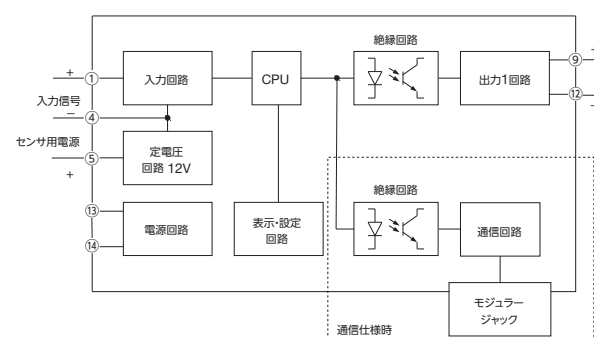 絶縁回路
+
①
入力回路
CPU
出力1回路
⑨
+
入力信号
−
④
⑫
−
センサ用電源
⑤
+
定電圧
回路 12V
⑬
電源回路
⑭
表示・設定
回路
絶縁回路
通信回路
モジュラー
ジャック
通信仕様時